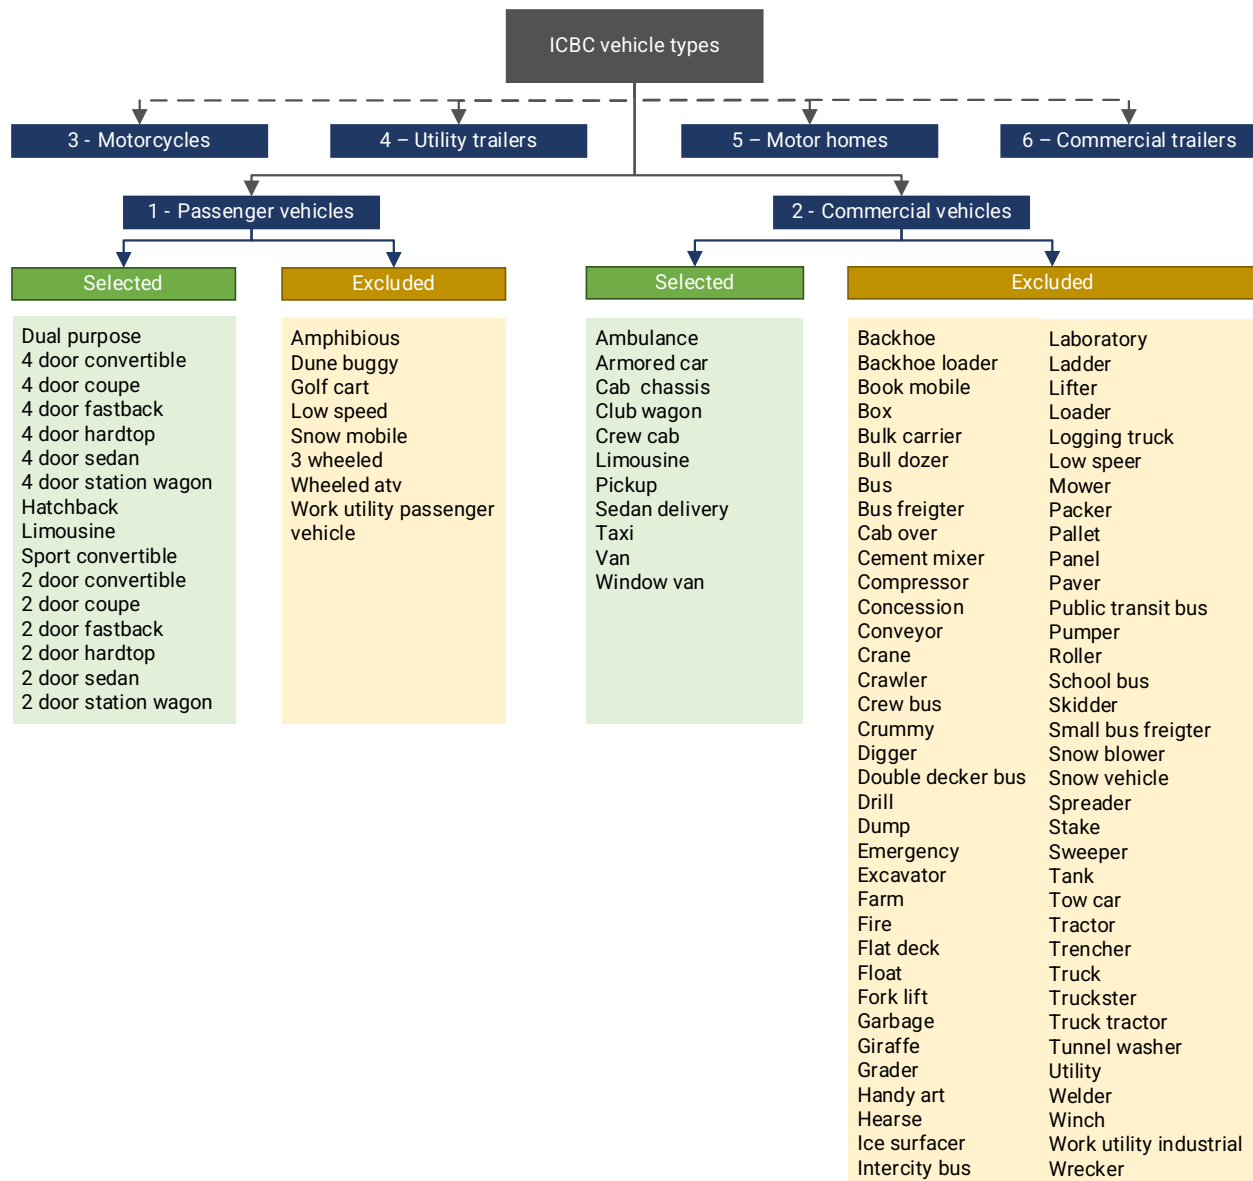 ICBC vehicle types
3 - Motorcycles
4 – Utility trailers
5 – Motor homes
6 – Commercial trailers
1 - Passenger vehicles
2 - Commercial vehicles
Selected
Excluded
Selected
Excluded
Dual purpose
4 door convertible
4 door coupe
4 door fastback
4 door hardtop
4 door sedan
4 door station wagon
Hatchback
Limousine
Sport convertible
2 door convertible
2 door coupe
2 door fastback
2 door hardtop
2 door sedan
2 door station wagon
Amphibious
Dune buggy
Golf cart
Low speed
Snow mobile
3 wheeled
Wheeled atv
Work utility passenger
vehicle
Ambulance
Armored car
Cab chassis
Club wagon
Crew cab
Limousine
Pickup
Sedan delivery
Taxi
Van
Window van
Backhoe
Backhoe loader
Book mobile
Box
Bulk carrier
Bull dozer
Bus
Bus freigter
Cab over
Cement mixer
Compressor
Concession
Conveyor
Crane
Crawler
Crew bus
Crummy
Digger
Double decker bus
Drill
Dump
Emergency
Excavator
Farm
Fire
Flat deck
Float
Fork lift
Garbage
Giraffe
Grader
Handy art
Hearse
Ice surfacer
Intercity bus
Laboratory
Ladder
Lifter
Loader
Logging truck
Low speer
Mower
Packer
Pallet
Panel
Paver
Public transit bus
Pumper
Roller
School bus
Skidder
Small bus freigter
Snow blower
Snow vehicle
Spreader
Stake
Sweeper
Tank
Tow car
Tractor
Trencher
Truck
Truckster
Truck tractor
Tunnel washer
Utility
Welder
Winch
Work utility industrial
Wrecker